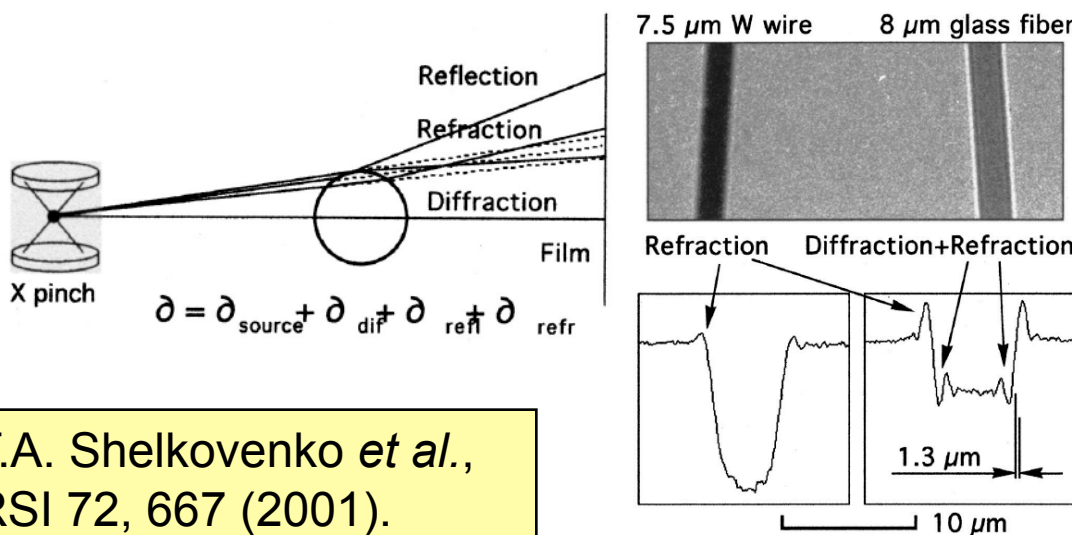 Reflection
Refraction
Diffraction
Film
X pinch
∂ = ∂ source + ∂ dif + ∂ refl + ∂ refr
7.5 µm W wire 8 µm glass fiber
Refraction Diffraction+Refraction
1.3 µm
10 µm
.A. Shelkovenko et al.,
RSI 72, 667 (2001).